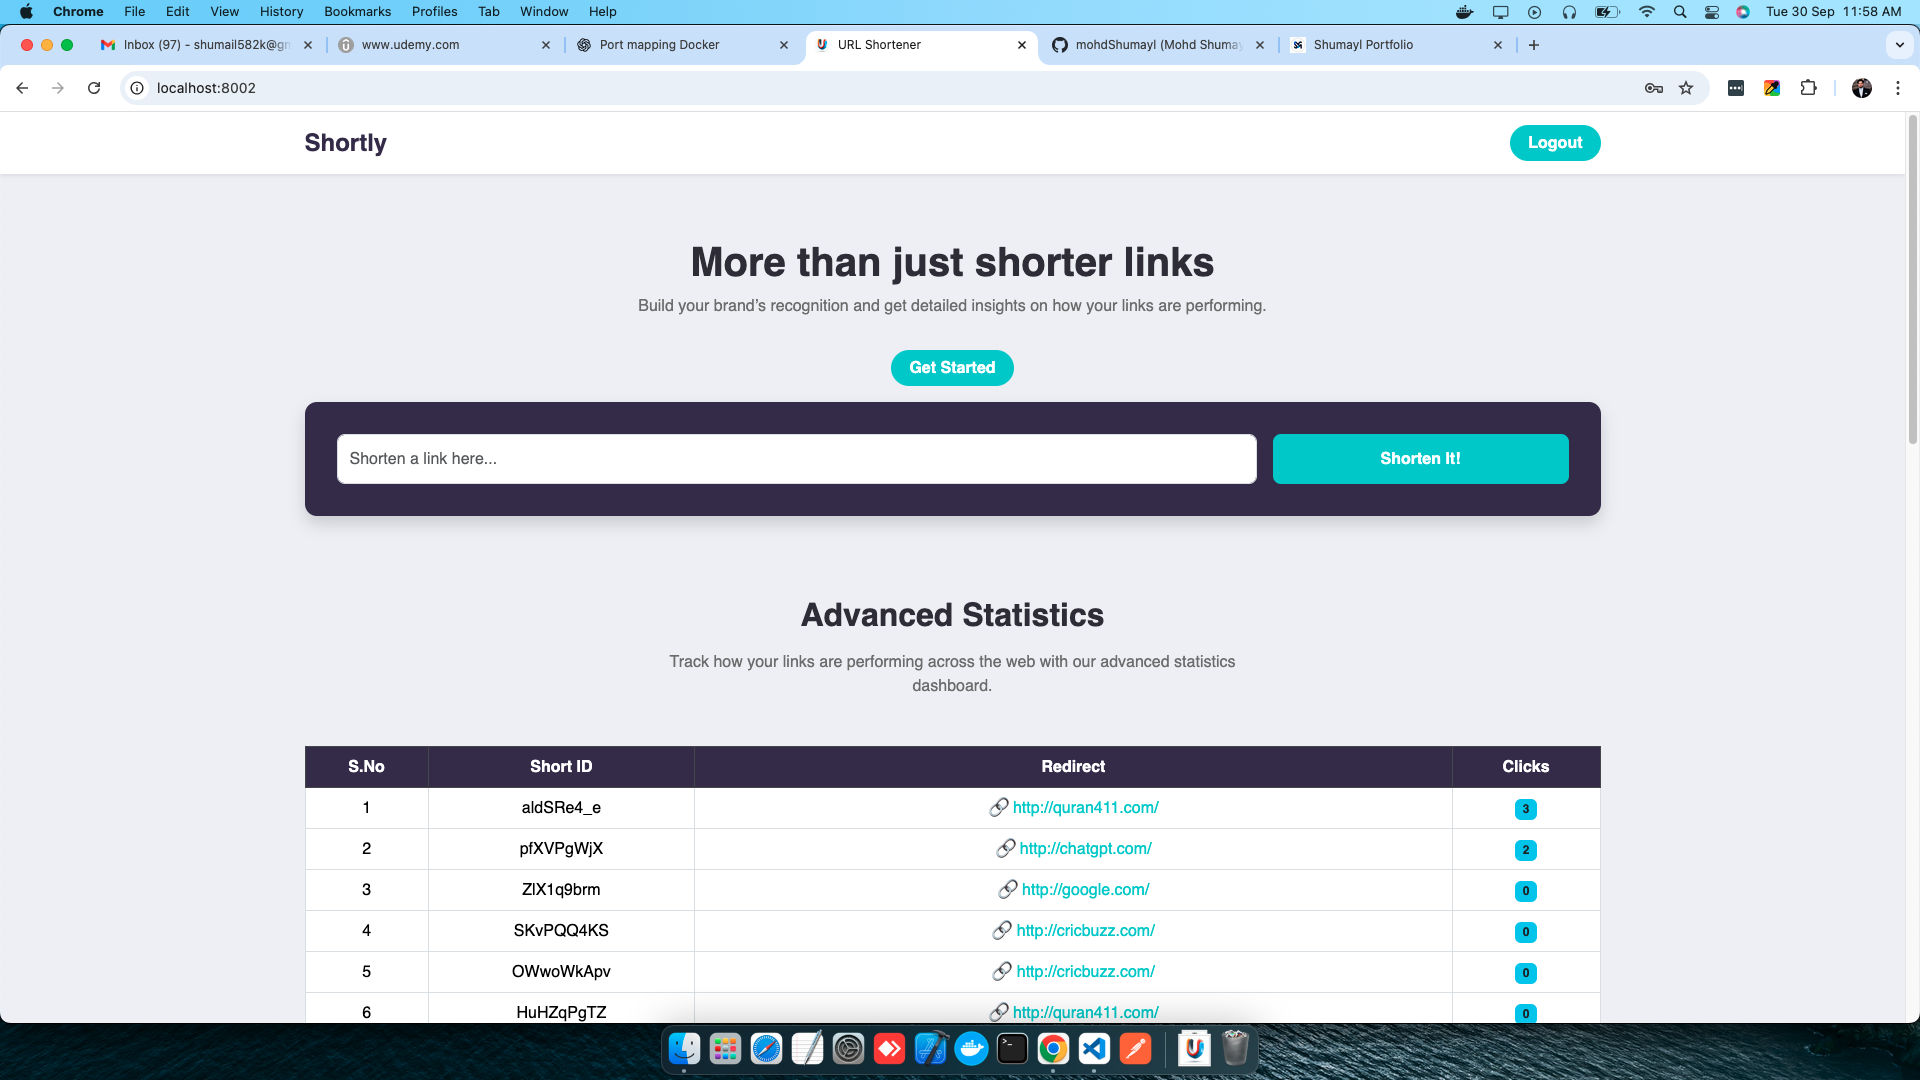 Chrome File Edit View History Bookmarks Profiles Tab Window Help Tue 30 Sep 11:58 AM
Inbox (97) - shumail582k@gn www.udemy.com Port mapping Docker URL Shortener mohdShumayl (Mohd Shumay Shumayl Portfolio
localhost:8002
Shortly Logout
More than just shorter links
Build your brand’s recognition and get detailed insights on how your links are performing.
Get Started
Shorten a link here... Shorten It!
Advanced Statistics
Track how your links are performing across the web with our advanced statistics
dashboard.
S.No Short ID Redirect Clicks
1 aldSRe4_e http://quran411.com/ 3
2 pfXVPgWjX http://chatgpt.com/ 2
3 ZlX1q9brm http://google.com/ 0
4 SKvPQQ4KS http://cricbuzz.com/ 0
5 OWwoWkApv http://cricbuzz.com/ 0
6 HuHZqPgTZ http://quran411.com/ 0